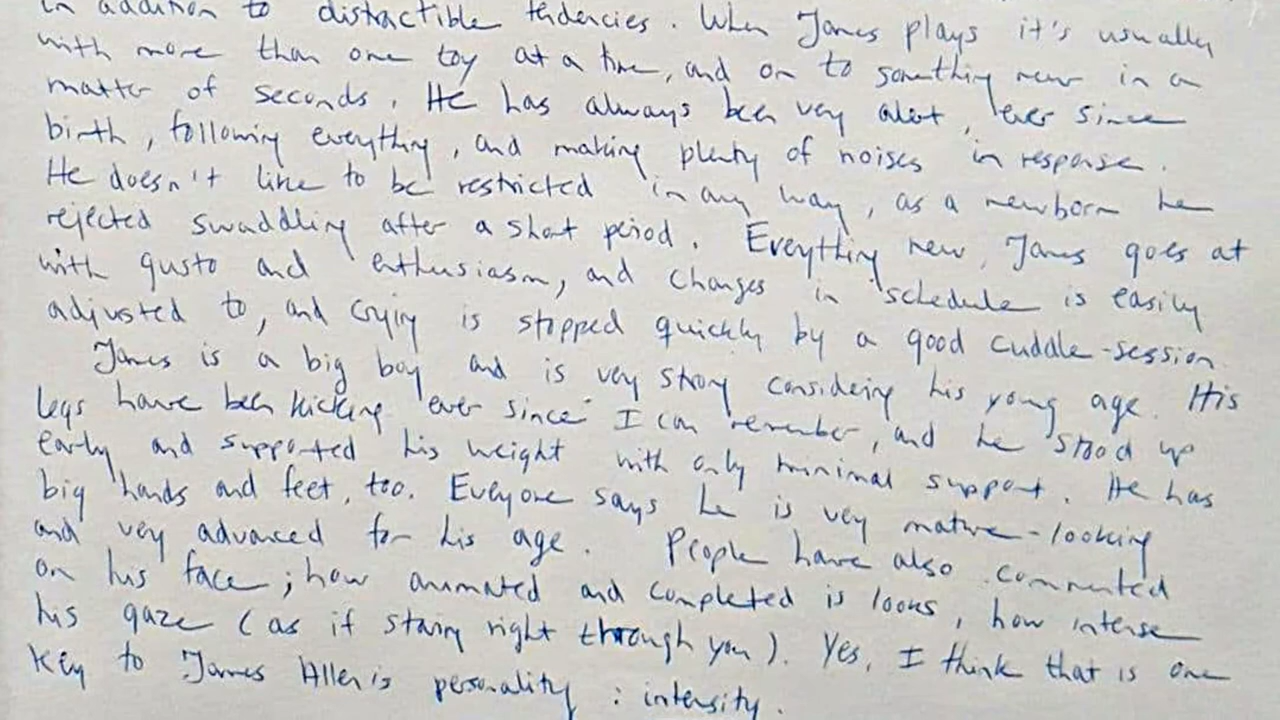 in addition to distractible tendencies. When James plays it's usually
with more than one toy at a time, and on to something new in a
matter of seconds. He has always been very alert, ever since
birth, following everything, and making plenty of noises in response.
He doesn't like to be restricted in any way, as a newborn he
rejected swaddling after a short period. Everything new, James goes at
with gusto and enthusiasm, and changes in schedule is easily
adjusted to, and crying is stopped quickly by a good cuddle-session.
James is a big boy and is very strong considering his young age. His
legs have been kicking ever since I can remember, and he stood up
early and supported his weight with only minimal support. He has
big hands and feet, too. Everyone says he is very mature-looking
and very advanced for his age. People have also commented
on his face; how animated and completed is looks, how intense
his gaze (as if staring right through you). Yes, I think that is one
key to James Allen's personality: intensity.